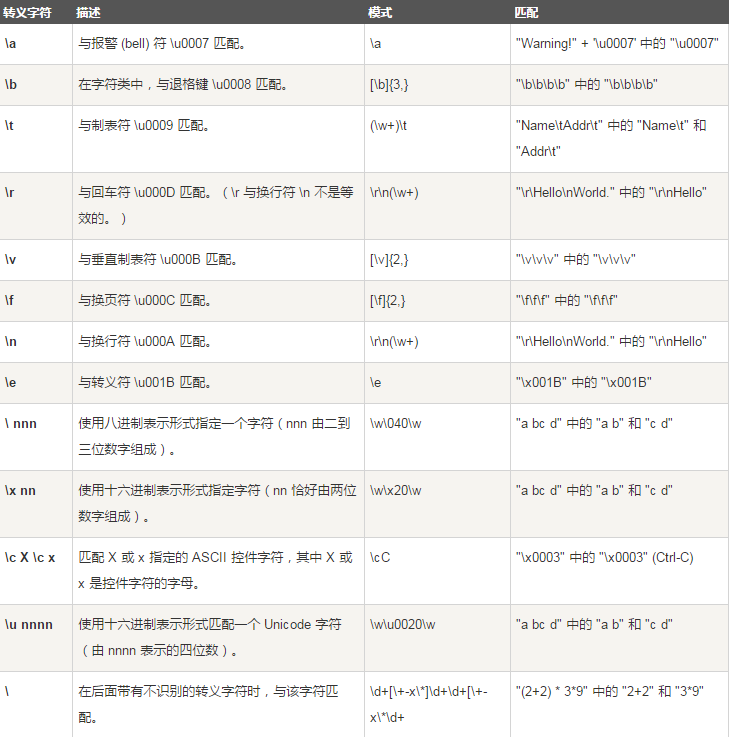 转义字符 描述 模式 匹配
\a 与报警 (bell) 符 \u0007 匹配。 \a "Warning!" + '\u0007' 中的 "\u0007"
\b 在字符类中，与退格键 \u0008 匹配。 [\b]{3,} "\b\b\b\b" 中的 "\b\b\b\b"
\t 与制表符 \u0009 匹配。 (\w+)\t "Name\tAddr\t" 中的 "Name\t" 和
"Addr\t"
\r 与回车符 \u000D 匹配。（\r 与换行符 \n 不是等 \r\n(\w+) "\r\Hello\nWorld." 中的 "\r\nHello"
效的。）
\v 与垂直制表符 \u000B 匹配。 [\v]{2,} "\v\v\v" 中的 "\v\v\v"
\f 与换页符 \u000C 匹配。 [\f]{2,} "\f\f\f" 中的 "\f\f\f"
\n 与换行符 \u000A 匹配。 \r\n(\w+) "\r\Hello\nWorld." 中的 "\r\nHello"
\e 与转义符 \u001B 匹配。 \e "\x001B" 中的 "\x001B"
\ nnn 使用八进制表示形式指定一个字符（nnn 由二到 \w\040\w "a bc d" 中的 "a b" 和 "c d"
三位数字组成）。
\x nn 使用十六进制表示形式指定字符（nn 恰好由两位 \w\x20\w "a bc d" 中的 "a b" 和 "c d"
数字组成）。
\c X \c x 匹配 X 或 x 指定的 ASCII 控件字符，其中 X 或 \cC "\x0003" 中的 "\x0003" (Ctrl-C)
x 是控件字符的字母。
\u nnnn 使用十六进制表示形式匹配一个 Unicode 字符 \w\u0020\w "a bc d" 中的 "a b" 和 "c d"
（由 nnnn 表示的四位数）。
\ 在后面带有不识别的转义字符时，与该字符匹 \d+[\+-x\*]\d+\d+[\+- "(2+2) * 3*9" 中的 "2+2" 和 "3*9"
配。 x\*\d+